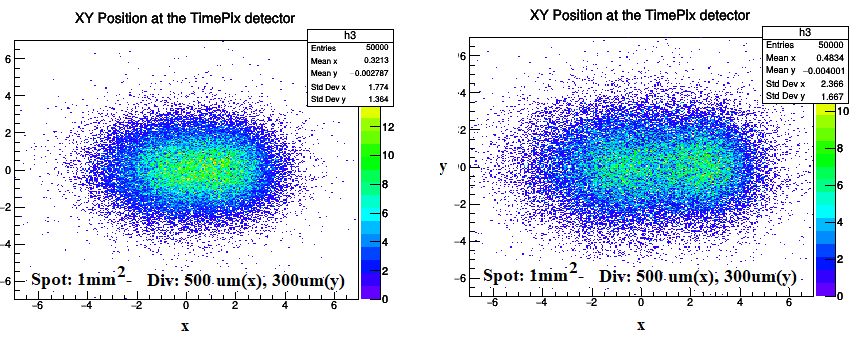 XY Position at the TimePIx detector
h3
Entries 50000
Mean x 0.3213
Mean y −0.002787
Std Dev x 1.774
Std Dev y 1.364
6
4
2
0
−2
−4
−6
12
10
8
6
4
2
0
Spot: 1mm2- Div: 500 um(x), 300um(y)
−6 −4 −2 0 2 4 6
x
XY Position at the TimePIx detector
h3
Entries 50000
Mean x 0.4834
Mean y −0.004001
Std Dev x 2.366
Std Dev y 1.667
6
4
2
y
0
−2
−4
−6
10
8
6
4
2
0
Spot: 1mm2- Div: 500 um(x), 300um(y)
−6 −4 −2 0 2 4 6
x